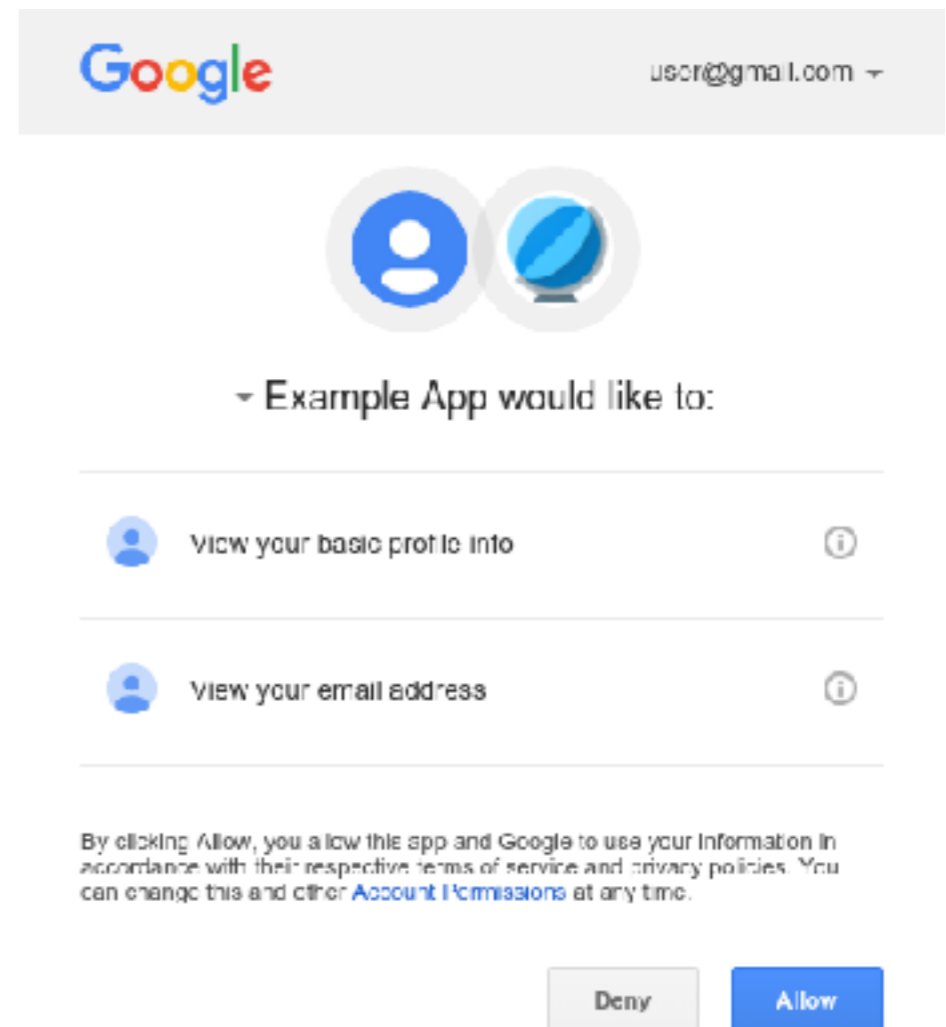 Google
user@gmail.com
Example App would like to:
View your basic profile info
View your email address
By clicking Allow, you allow this app and Google to use your information in
accordance with their respective terms of service and privacy policies. You
can change this and other Account Permissions at any time.
Deny
Allow